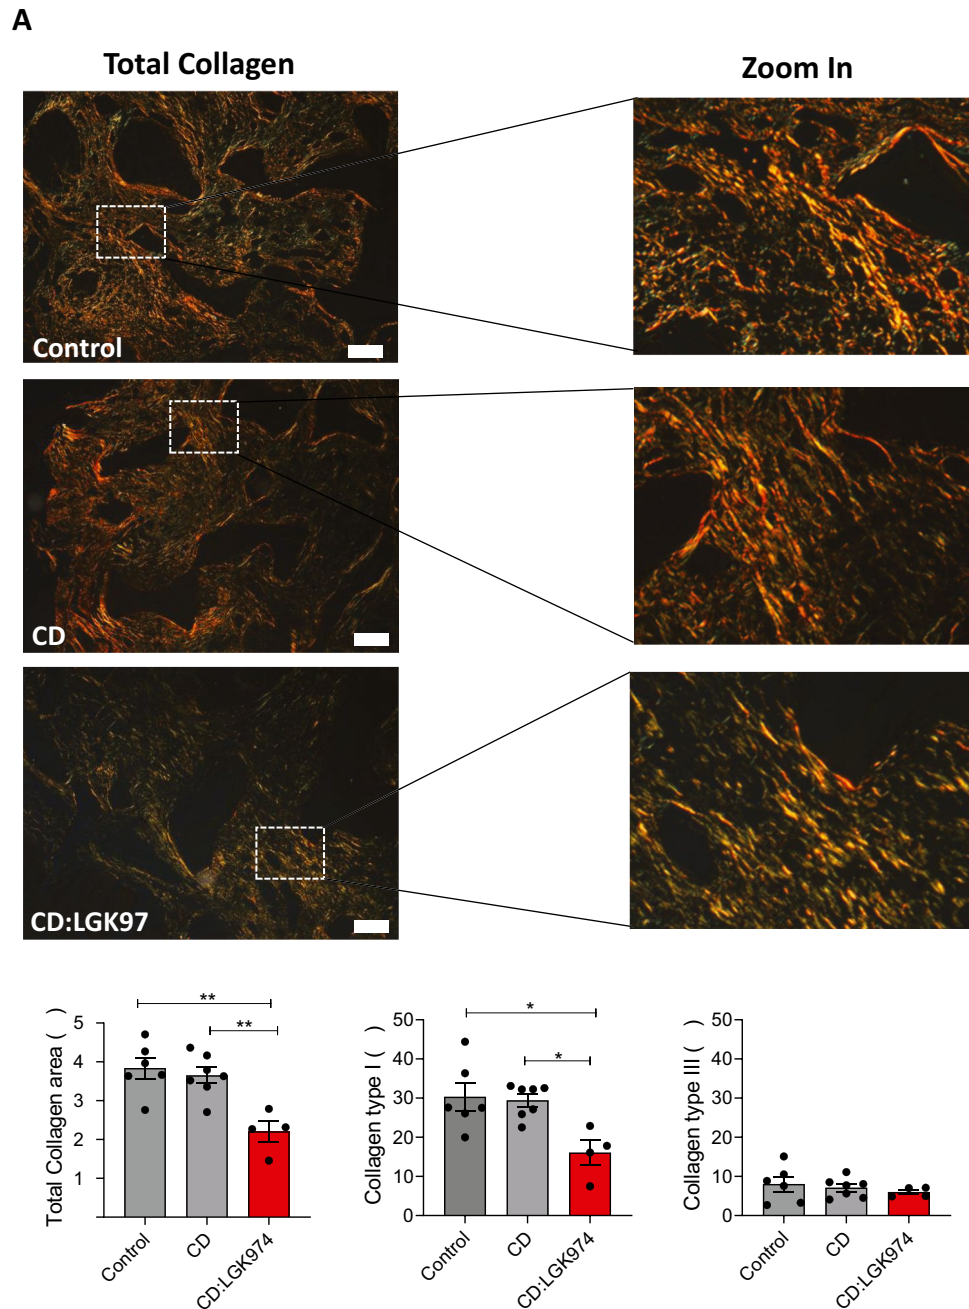 A
Total Collagen
Zoom In
Control
CD
CD:LGK97
**
**
Total Collagen area ( )
5
4
3
2
1
Control
CD
CD:LGK974
*
*
Collagen type I ( )
50
40
30
20
10
0
Control
CD
CD:LGK974
Collagen type III ( )
50
40
30
20
10
0
Control
CD
CD:LGK974